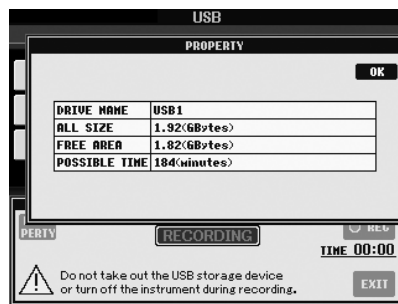 USB
PROPERTY
OK
DRIVE NAME USB1
ALL SIZE 1.92(GBytes)
FREE AREA 1.82(GBytes)
POSSIBLE TIME 184(minutes)
PERTY RECORDING REC
TIME 00:00
Do not take out the USB storage device
or turn off the instrument during recording.
EXIT